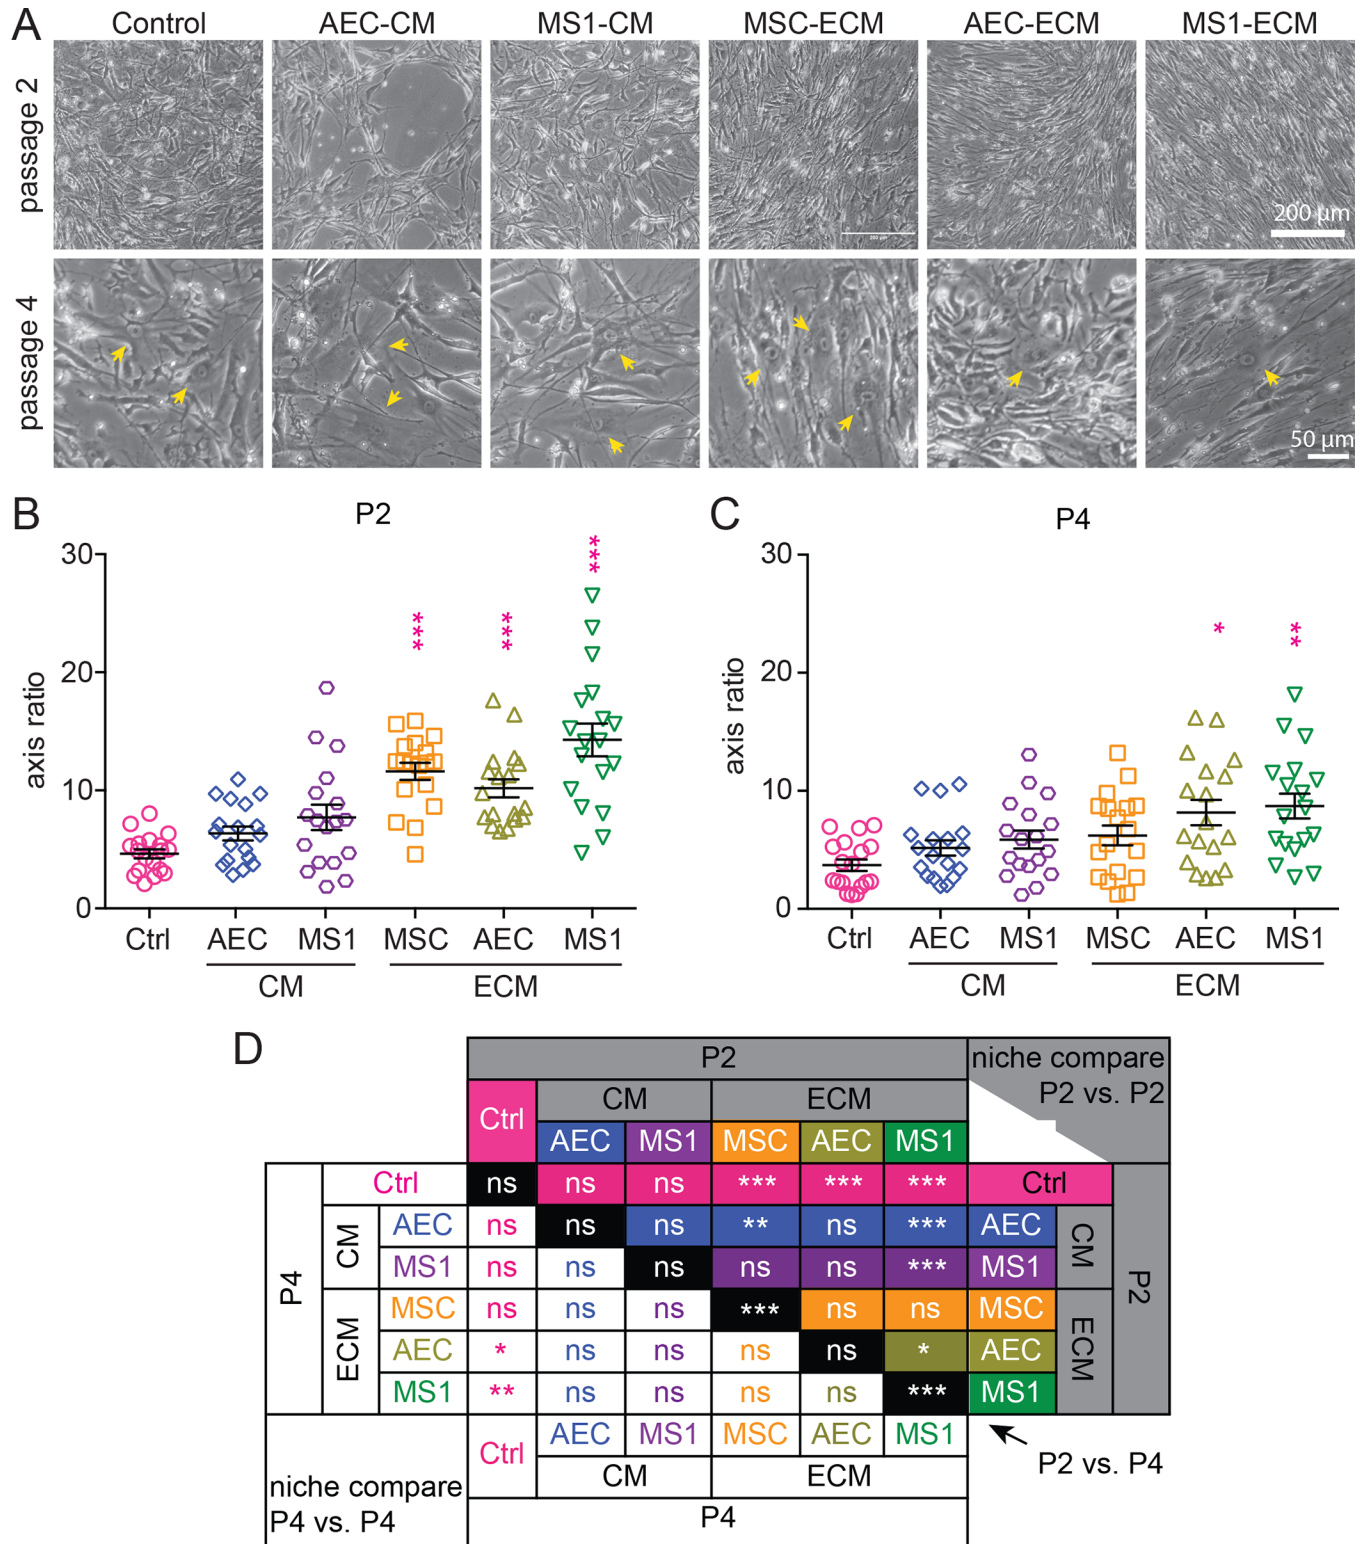 A
Control AEC-CM MS1-CM MSC-ECM AEC-ECM MS1-ECM
passage 2
200 µm
200 µm
passage 4
50 µm
B
P2
axis ratio
30
20
10
0
*** *** ***
Ctrl AEC MS1 MSC AEC MS1
CM ECM
C
P4
axis ratio
30
20
10
0
* **
Ctrl AEC MS1 MSC AEC MS1
CM ECM
D
P2 niche compare
P2 vs. P2
Ctrl CM ECM
AEC MS1 MSC AEC MS1
P4 Ctrl ns ns ns *** *** *** Ctrl P2
CM AEC ns ns ns ** ns *** AEC CM
MS1 ns ns ns ns ns *** MS1
ECM MSC ns ns ns *** ns ns MSC ECM
AEC * ns ns ns ns * AEC
MS1 ** ns ns ns ns *** MS1
Ctrl AEC MS1 MSC AEC MS1
CM ECM
P2 vs. P4
niche compare
P4 vs. P4
P4